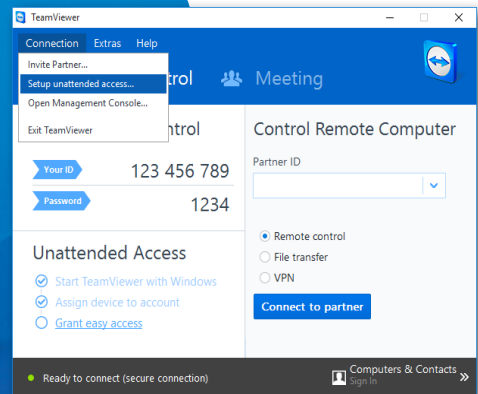 TeamViewer
Connection Extras Help
Invite Partner...
Setup unattended access...
Open Management Console...
Exit TeamViewer
Meeting
Control Remote Computer
Your ID
123 456 789
Password
1234
Partner ID
Remote control
File transfer
VPN
Connect to partner
Unattended Access
Start TeamViewer with Windows
Assign device to account
Grant easy access
Ready to connect (secure connection)
Computers & Contacts
Sign In